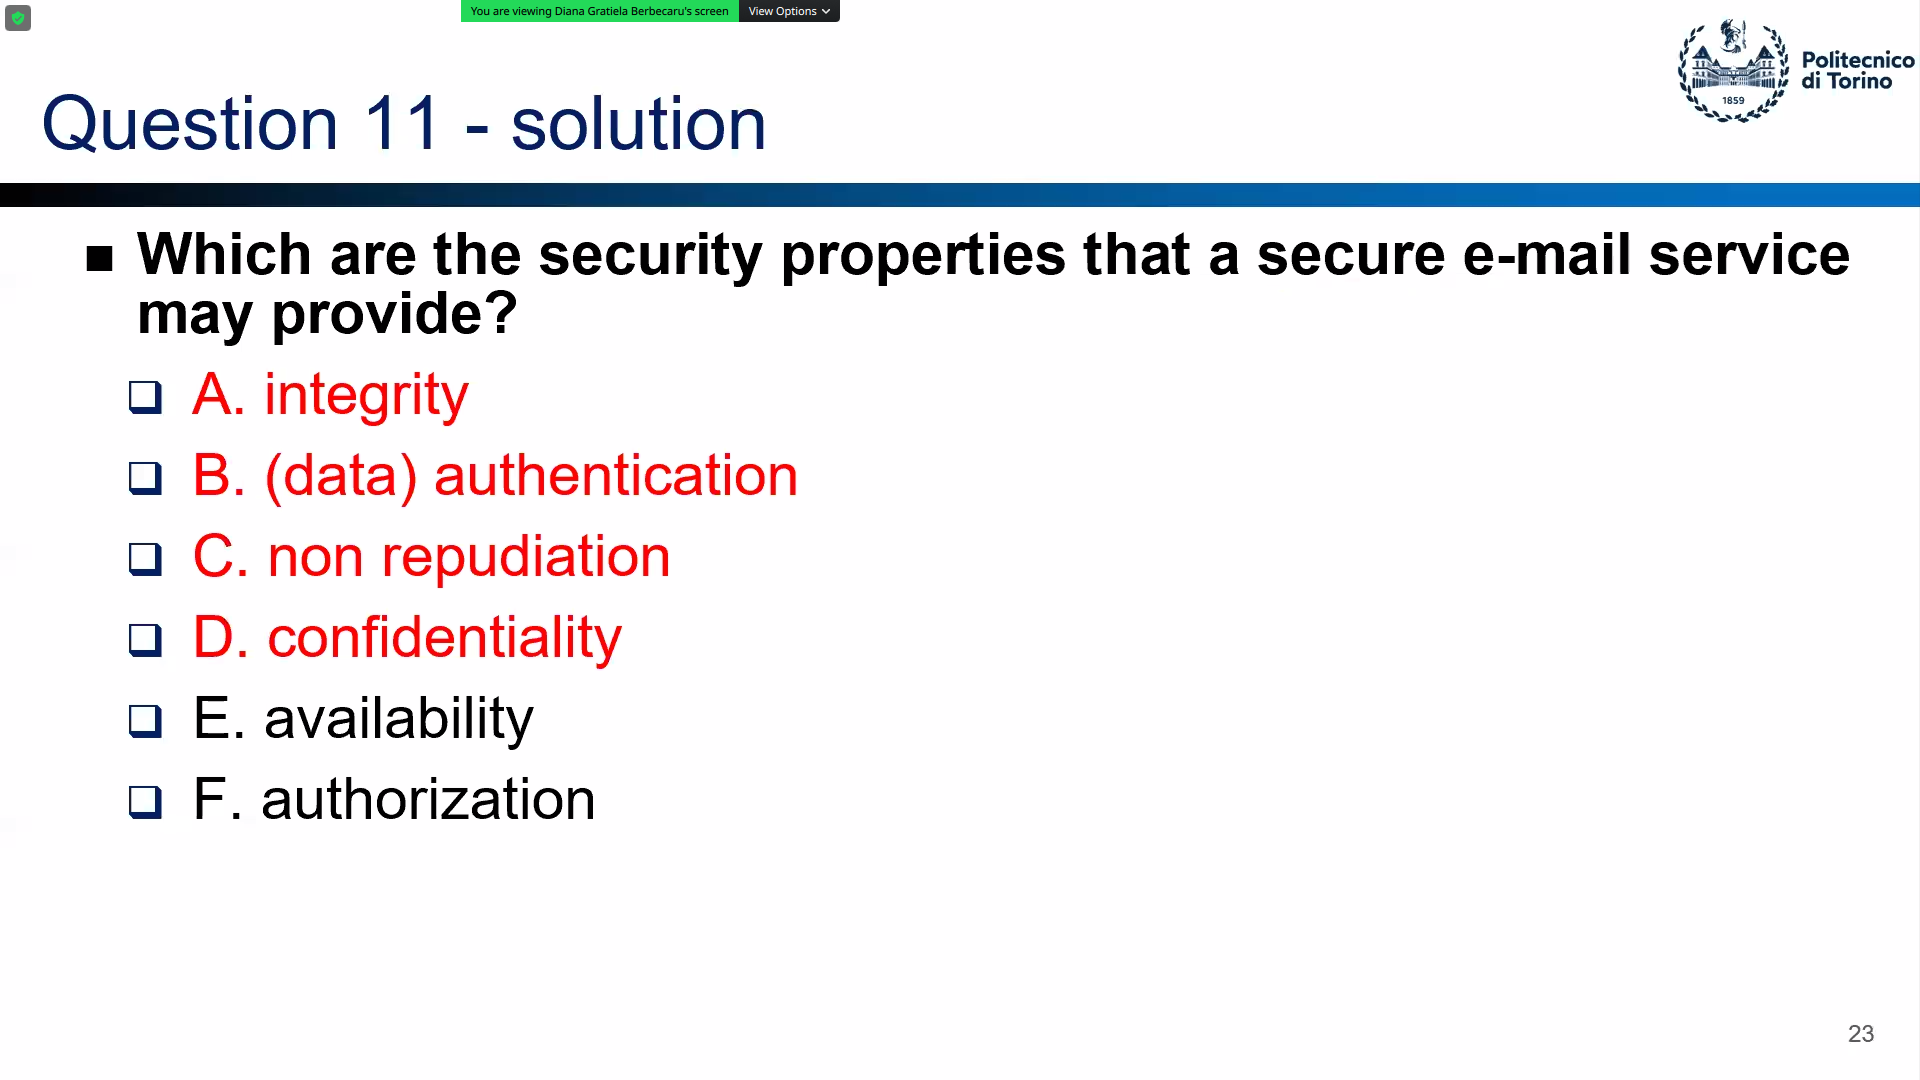 You are viewing Diana Gratiela Berbecaru's screen View Options
Politecnico
di Torino
1859
Question 11 - solution
Which are the security properties that a secure e-mail service
may provide?
A. integrity
B. (data) authentication
C. non repudiation
D. confidentiality
E. availability
F. authorization
23